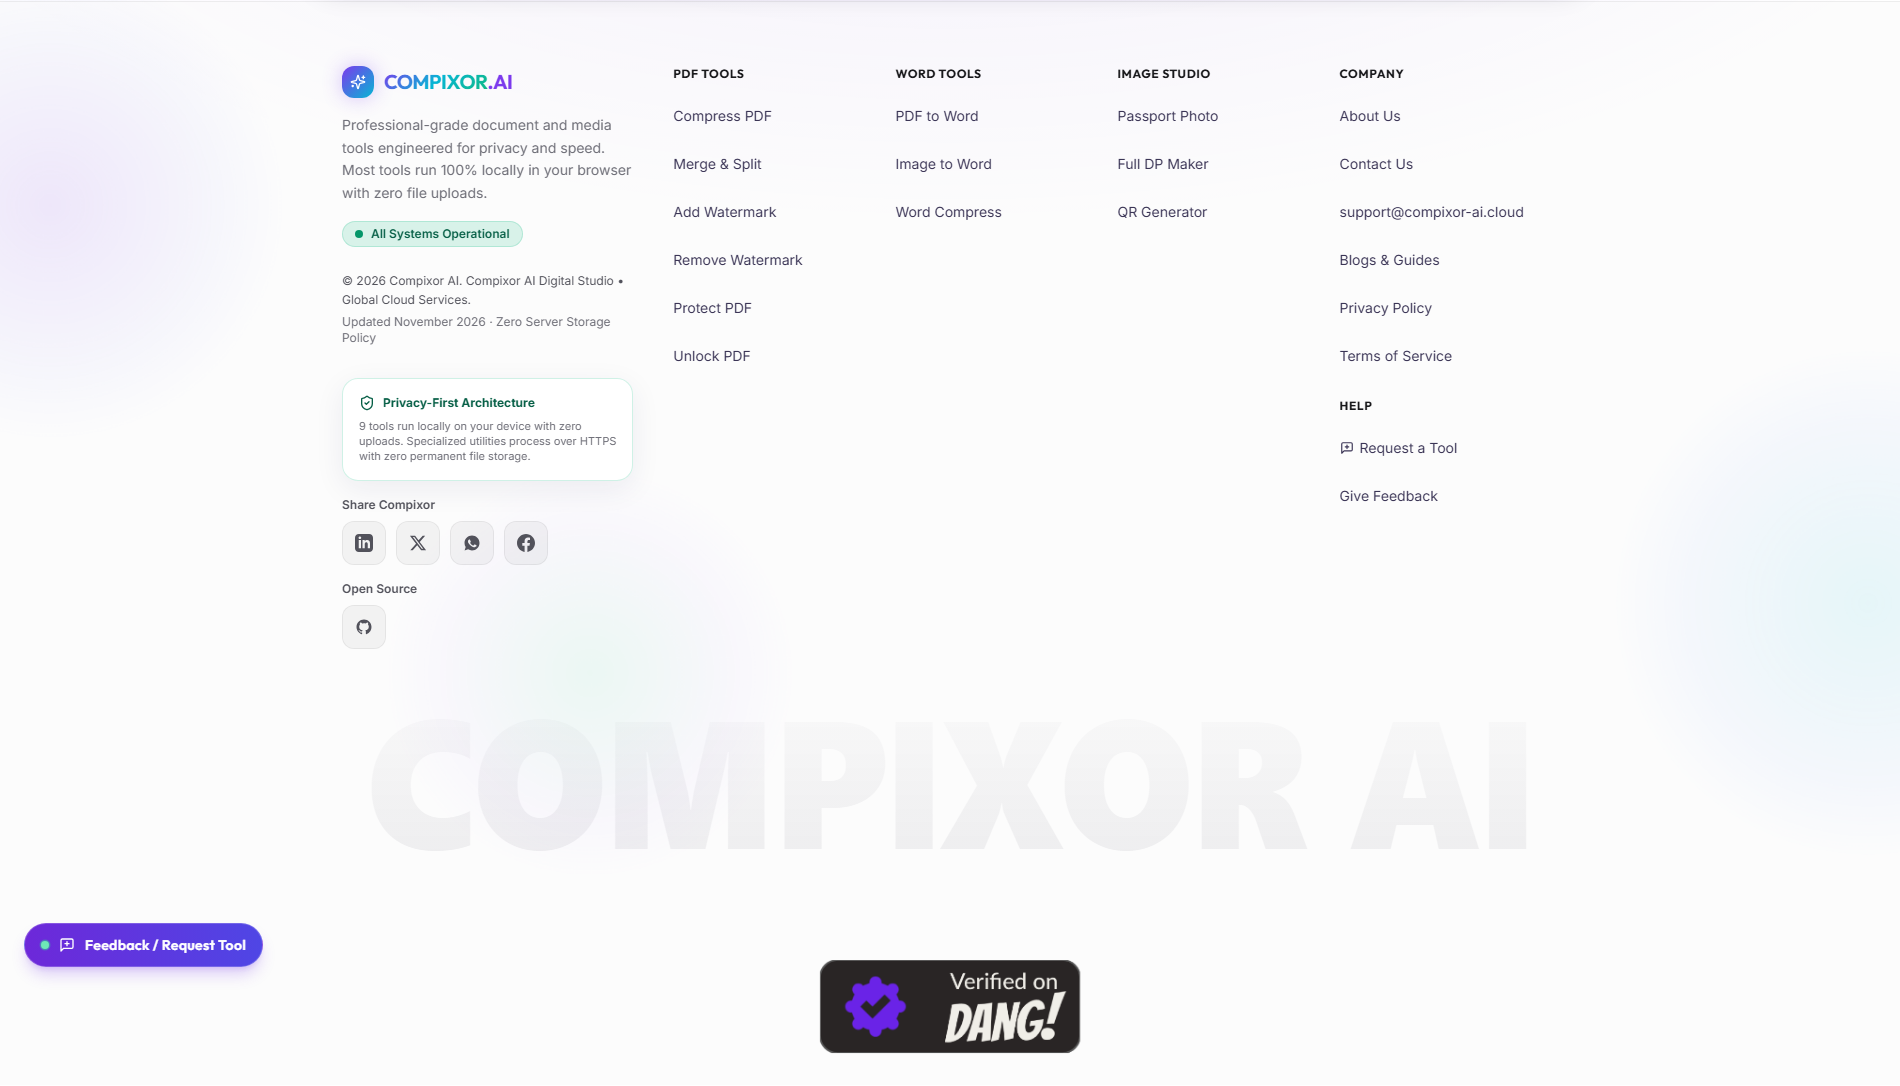 COMPIXOR.AI
Professional-grade document and media
tools engineered for privacy and speed.
Most tools run 100% locally in your browser
with zero file uploads.
All Systems Operational
© 2026 Compixor AI. Compixor AI Digital Studio •
Global Cloud Services.
Updated November 2026 · Zero Server Storage
Policy
Privacy-First Architecture
9 tools run locally on your device with zero
uploads. Specialized utilities process over HTTPS
with zero permanent file storage.
Share Compixor
Open Source
PDF TOOLS
Compress PDF
Merge & Split
Add Watermark
Remove Watermark
Protect PDF
Unlock PDF
WORD TOOLS
PDF to Word
Image to Word
Word Compress
IMAGE STUDIO
Passport Photo
Full DP Maker
QR Generator
COMPANY
About Us
Contact Us
support@compixor-ai.cloud
Blogs & Guides
Privacy Policy
Terms of Service
HELP
Request a Tool
Give Feedback
COMPIXOR AI
Feedback / Request Tool
Verified on
DANG!